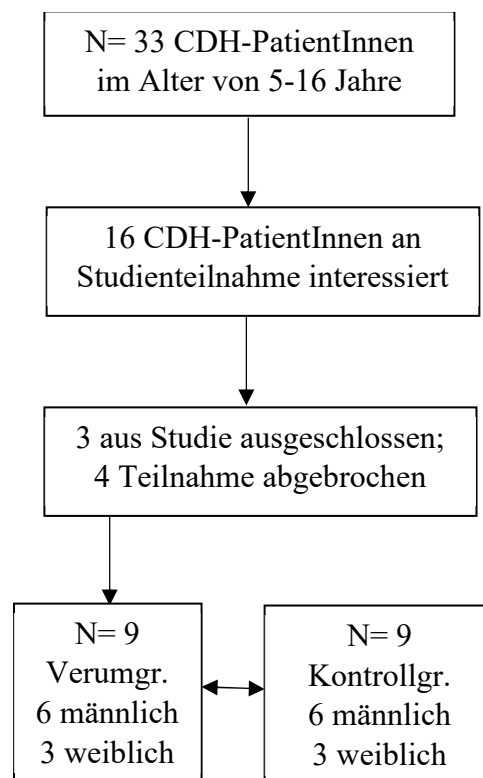 N= 33 CDH-PatientInnen
im Alter von 5-16 Jahre
16 CDH-PatientInnen an
Studienteilnahme interessiert
3 aus Studie ausgeschlossen;
4 Teilnahme abgebrochen
N= 9
Verumgr.
6 männlich
3 weiblich
N= 9
Kontrollgr.
6 männlich
3 weiblich